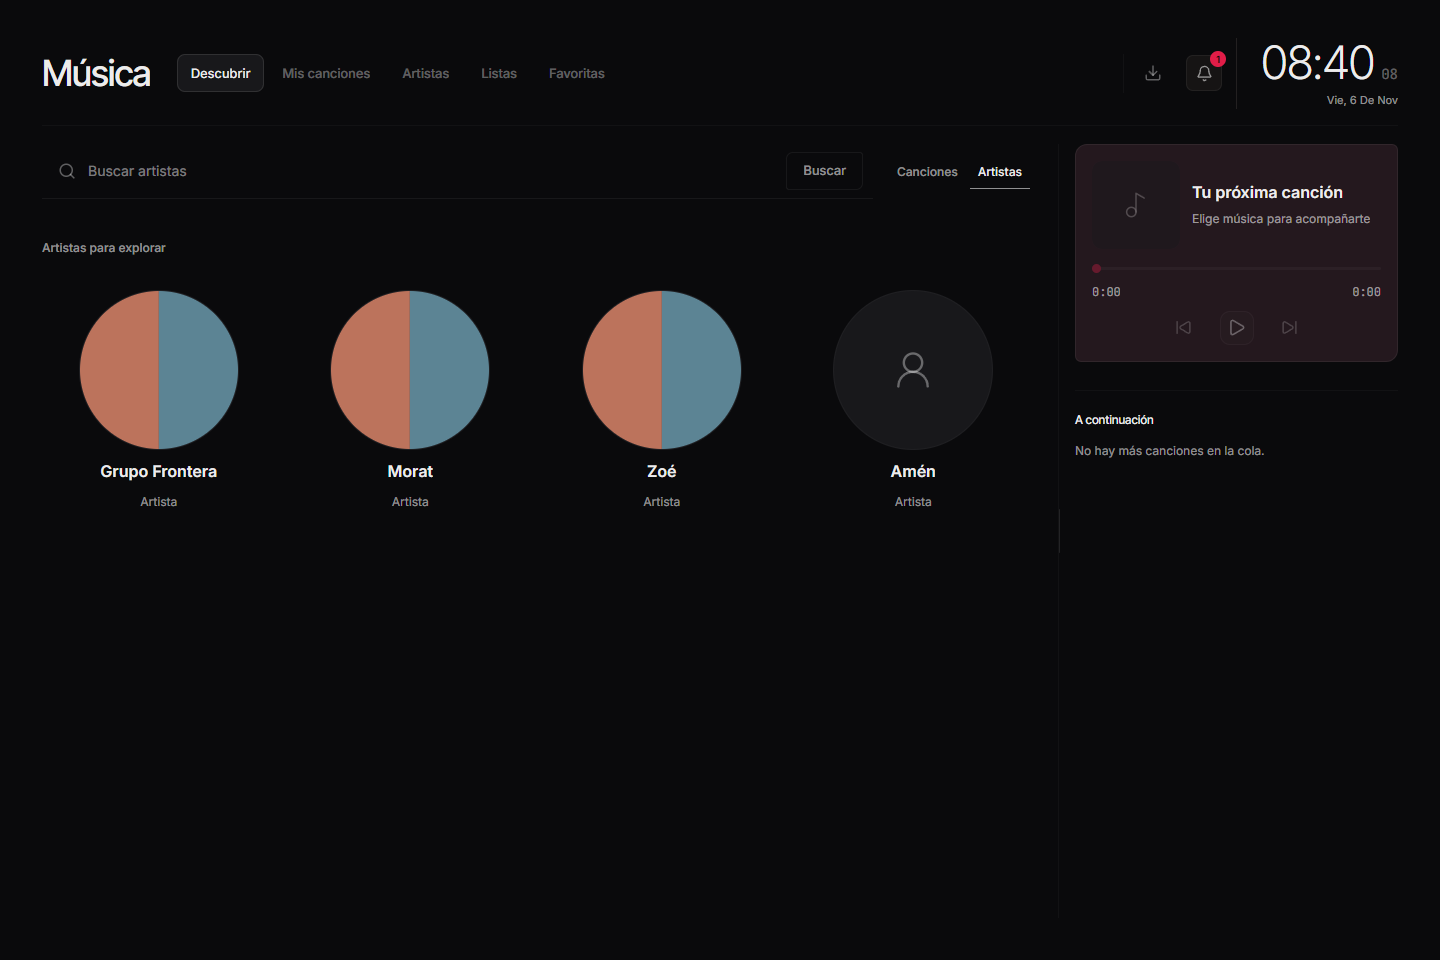 Música
Descubrir
Mis canciones
Artistas
Listas
Favoritas
1
08:40 08
Vie, 6 De Nov
Buscar artistas
Buscar
Canciones
Artistas
Artistas para explorar
Grupo Frontera
Artista
Morat
Artista
Zoé
Artista
Amén
Artista
Tu próxima canción
Elige música para acompañarte
0:00
0:00
A continuación
No hay más canciones en la cola.